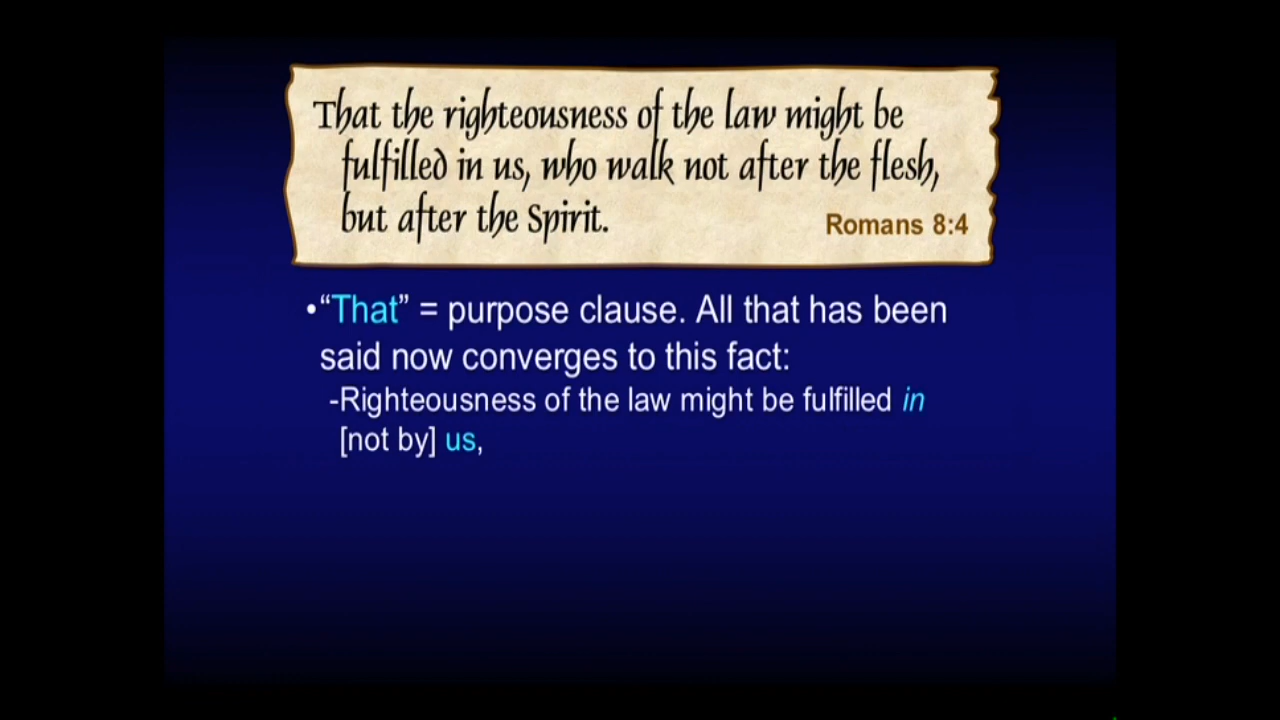 That the righteousness of the law might be
fulfilled in us, who walk not after the flesh,
but after the Spirit.
Romans 8:4
•“That” = purpose clause. All that has been
said now converges to this fact:
-Righteousness of the law might be fulfilled in
[not by] us,